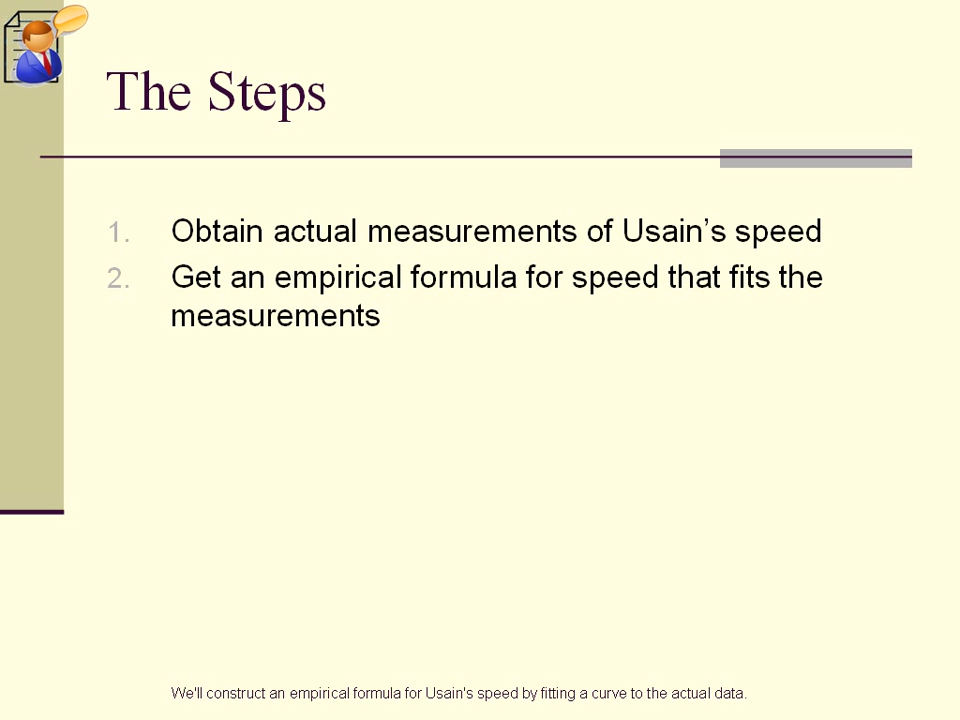 The Steps
1. Obtain actual measurements of Usain’s speed
2. Get an empirical formula for speed that fits the
measurements
We'll construct an empirical formula for Usain's speed by fitting a curve to the actual data.